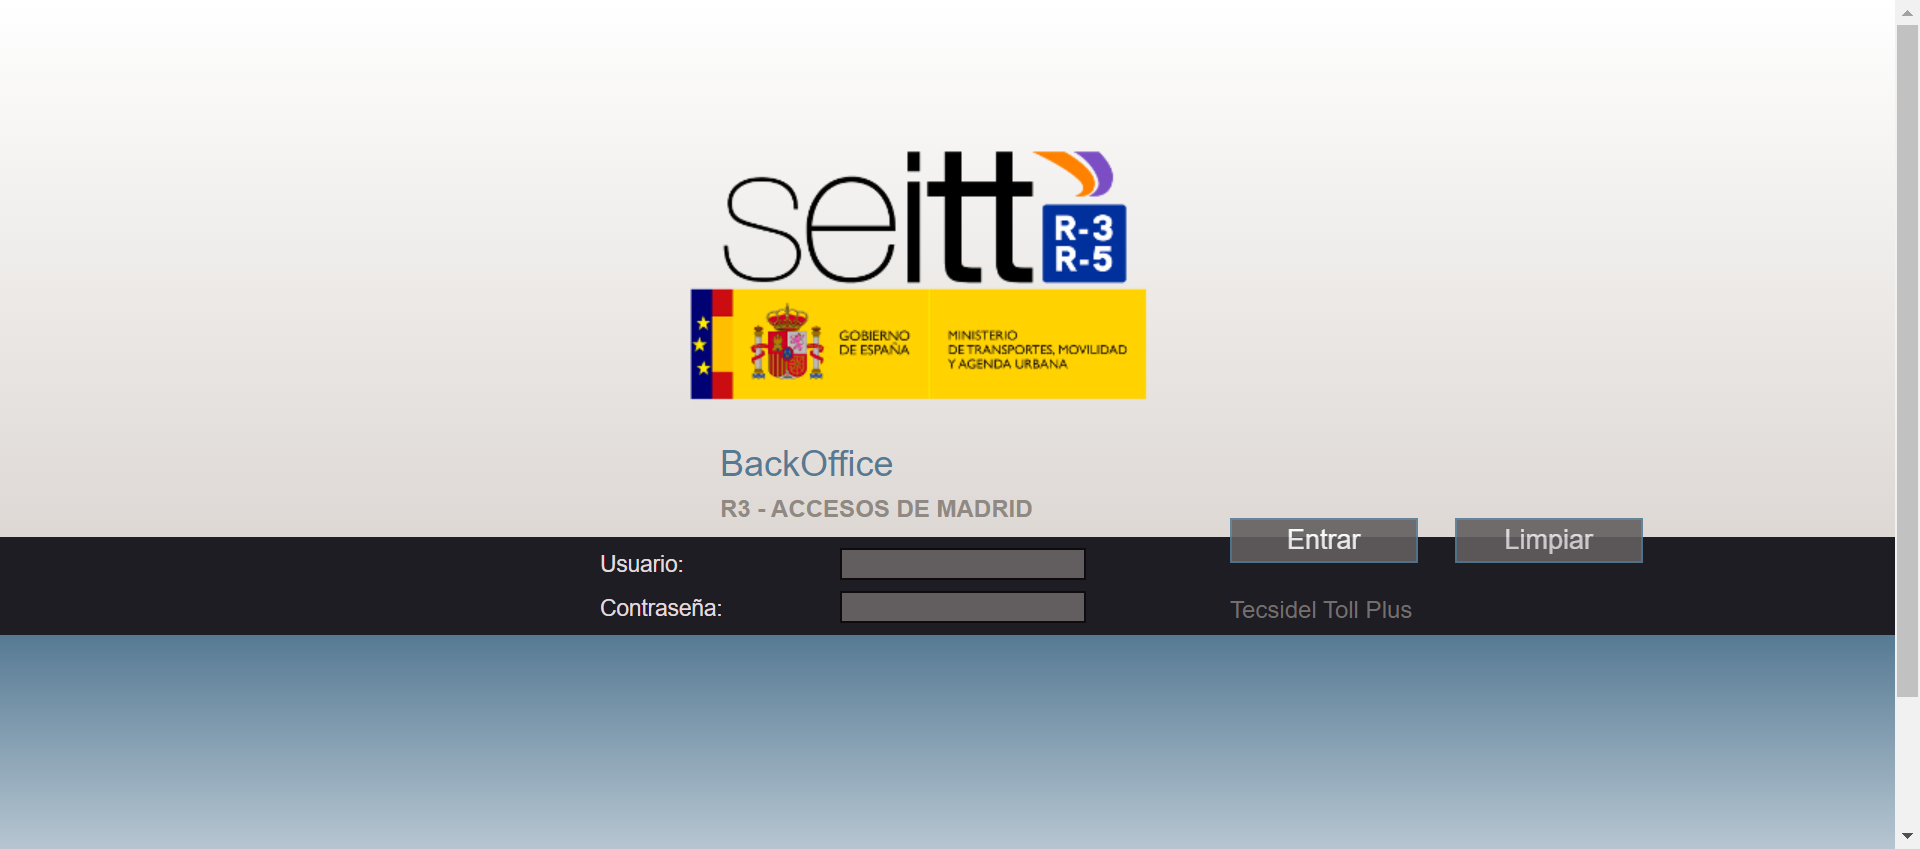 seitt
R-3
R-5
GOBIERNO
DE ESPAÑA
MINISTERIO
DE TRANSPORTES, MOVILIDAD
Y AGENDA URBANA
BackOffice
R3 - ACCESOS DE MADRID
Usuario:
Contraseña:
Entrar
Limpiar
Tecsidel Toll Plus